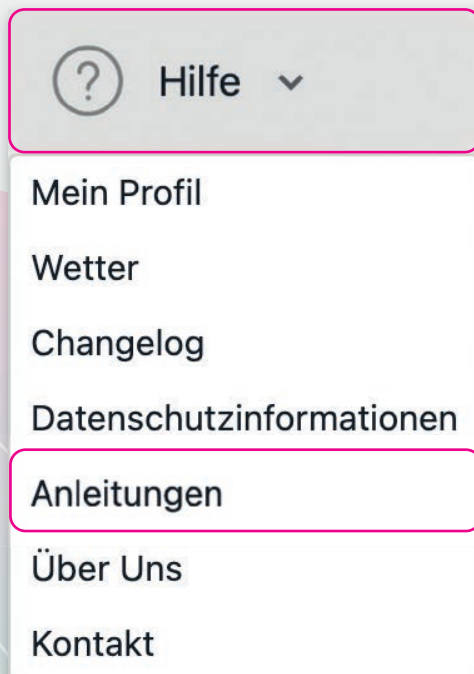 ? Hilfe
Mein Profil
Wetter
Changelog
Datenschutzinformationen
Anleitungen
Über Uns
Kontakt